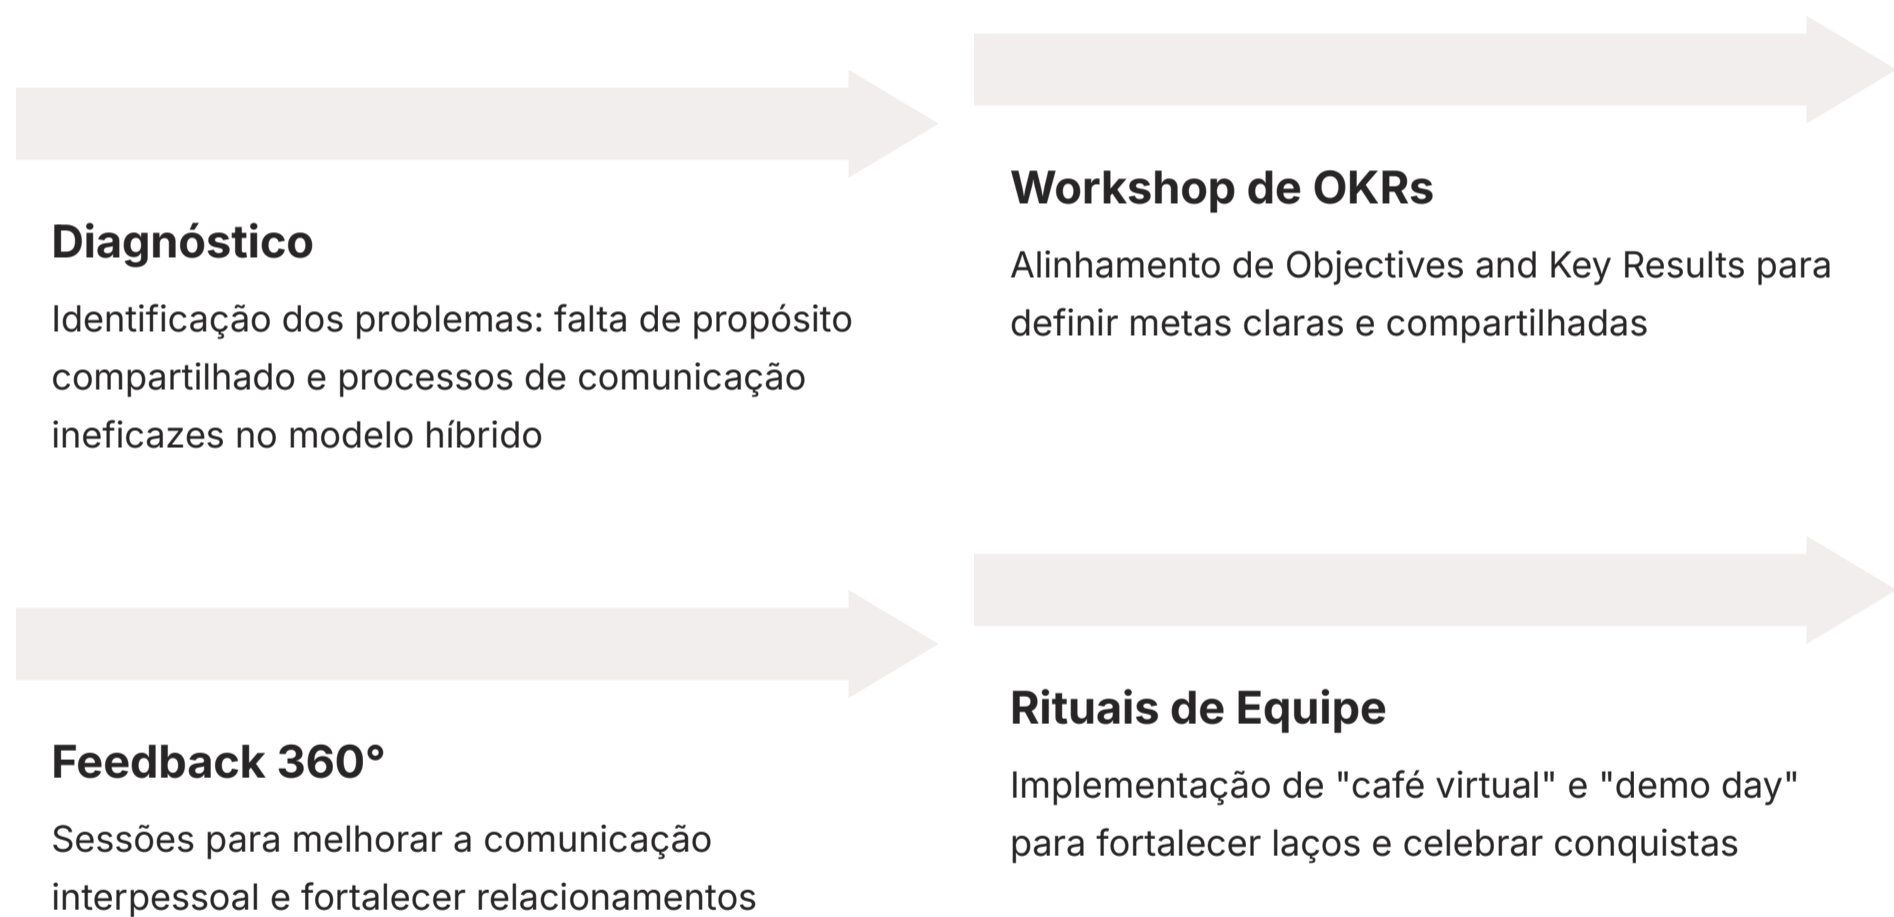 Diagnóstico
Identificação dos problemas: falta de propósito
compartilhado e processos de comunicação
ineficazes no modelo híbrido
Workshop de OKRs
Alinhamento de Objectives and Key Results para
definir metas claras e compartilhadas
Feedback 360°
Sessões para melhorar a comunicação
interpessoal e fortalecer relacionamentos
Rituais de Equipe
Implementação de "café virtual" e "demo day"
para fortalecer laços e celebrar conquistas